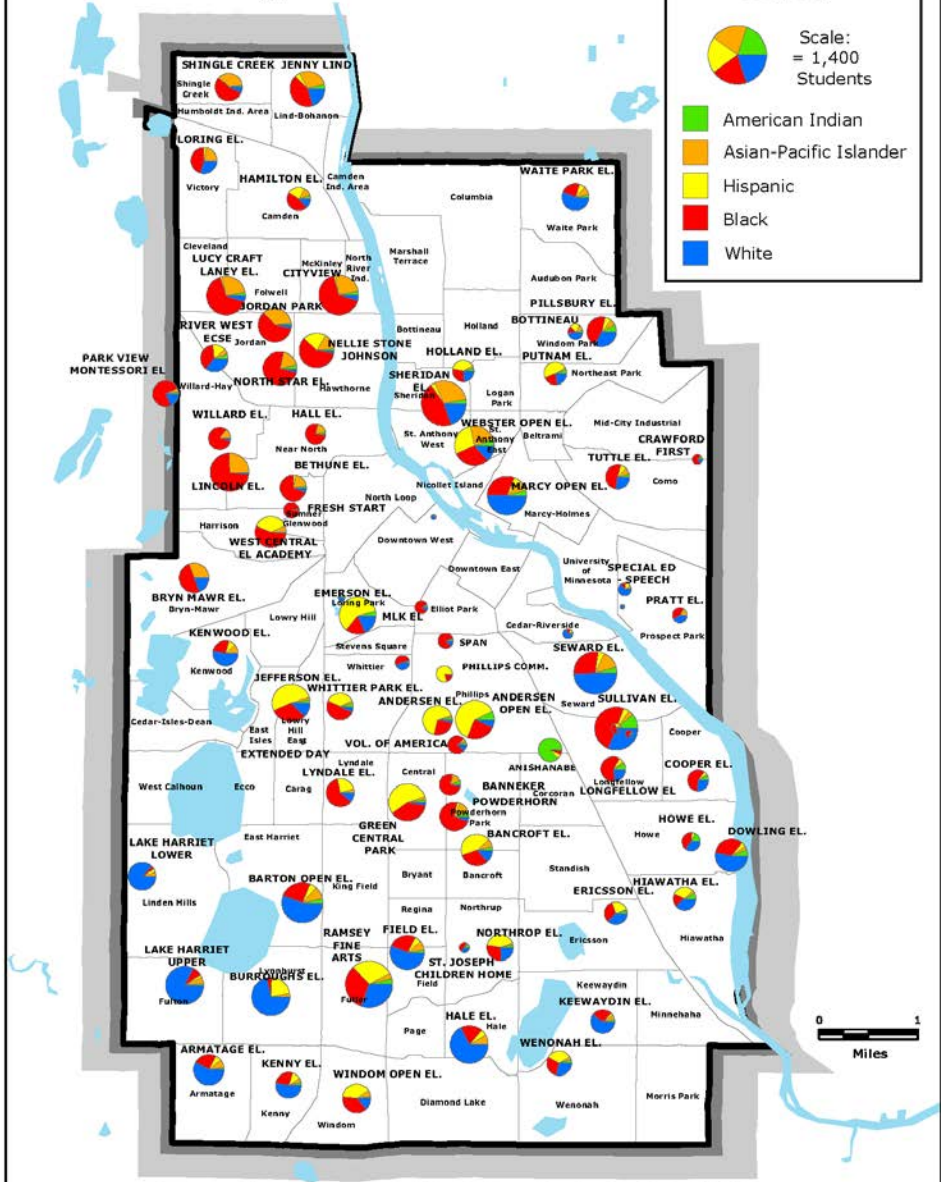 Scale:
= 1,400
Students
American Indian
Asian-Pacific Islander
Hispanic
Black
White
SHINGLE CREEK
JENNY LIND
Shingle
Creek
Humboldt Ind. Area
Lind-Bohanon
LORING EL.
Victory
HAMILTON EL.
Camden
Ind. Area
Camden
Columbia
WAITE PARK EL.
Waite Park
Cleveland
LUCY CRAFT
LANEY EL.
Folwell
McKinley
CITYVIEW
North
River
Ind.
Marshall
Terrace
Audubon Park
JORDAN PARK
RIVER WEST
ECSE
Jordan
NELLIE STONE
JOHNSON
Bottineau
Holland
PILLSBURY EL.
BOTTINEAU
Windom Park
PARK VIEW
MONTESSORI EL
Willard-Hay
NORTH STAR EL.
Hawthorne
HOLLAND EL.
PUTNAM EL.
Northeast Park
SHERIDAN
EL.
Sheridan
Logan
Park
WILLARD EL.
HALL EL.
Near North
St. Anthony
West
WEBSTER OPEN EL.
St.
Anthony
East
Beltrami
Mid-City Industrial
CRAWFORD
FIRST
TUTTLE EL.
Como
BETHUNE EL.
LINCOLN EL.
North Loop
Nicollet Island
MARCY OPEN EL.
Marcy-Holmes
FRESH START
Sumner
Glenwood
Harrison
WEST CENTRAL
EL ACADEMY
Downtown West
Downtown East
University
of
Minnesota
SPECIAL ED
- SPEECH
BRYN MAWR EL.
Bryn-Mawr
EMERSON EL.
Loring Park
MLK EL
Elliot Park
PRATT EL.
Prospect Park
Lowry Hill
Stevens Square
Cedar-Riverside
KENWOOD EL.
Kenwood
SPAN
Whittier
PHILLIPS COMM.
SEWARD EL.
Seward
JEFFERSON EL.
WHITTIER PARK EL.
ANDERSEN EL.
Phillips
ANDERSEN
OPEN EL.
SULLIVAN EL.
Cedar-Isles-Dean
East
Isles
Lowry
Hill
East
Cooper
EXTENDED DAY
VOL. OF AMERICA
Lyndale
ANISHANABE
Corcoran
Longfellow
LONGFELLOW EL
COOPER EL.
West Calhoun
Ecco
LYNDALE EL.
Carag
Central
BANNEKER
POWDERHORN
Powderhorn
Park
GREEN
CENTRAL
PARK
BANCROFT EL.
Bancroft
HOWE EL.
Howe
DOWLING EL.
East Harriet
LAKE HARRIET
LOWER
Linden Hills
Standish
BARTON OPEN EL.
King Field
Bryant
HIAWATHA EL.
Hiawatha
ERICSSON EL.
Ericsson
Regina
Northrup
RAMSEY
FINE
ARTS
FIELD EL.
NORTHROP EL.
ST. JOSEPH
CHILDREN HOME
Field
LAKE HARRIET
UPPER
Fulton
Lynnhurst
BURROUGHS EL.
Fuller
Keewaydin
KEEWAYDIN EL.
Minnehaha
Page
HALE EL.
Hale
WENONAH EL.
0
1
Miles
ARMATAGE EL.
Armatage
KENNY EL.
Kenny
WINDOM OPEN EL.
Windom
Diamond Lake
Wenonah
Morris Park